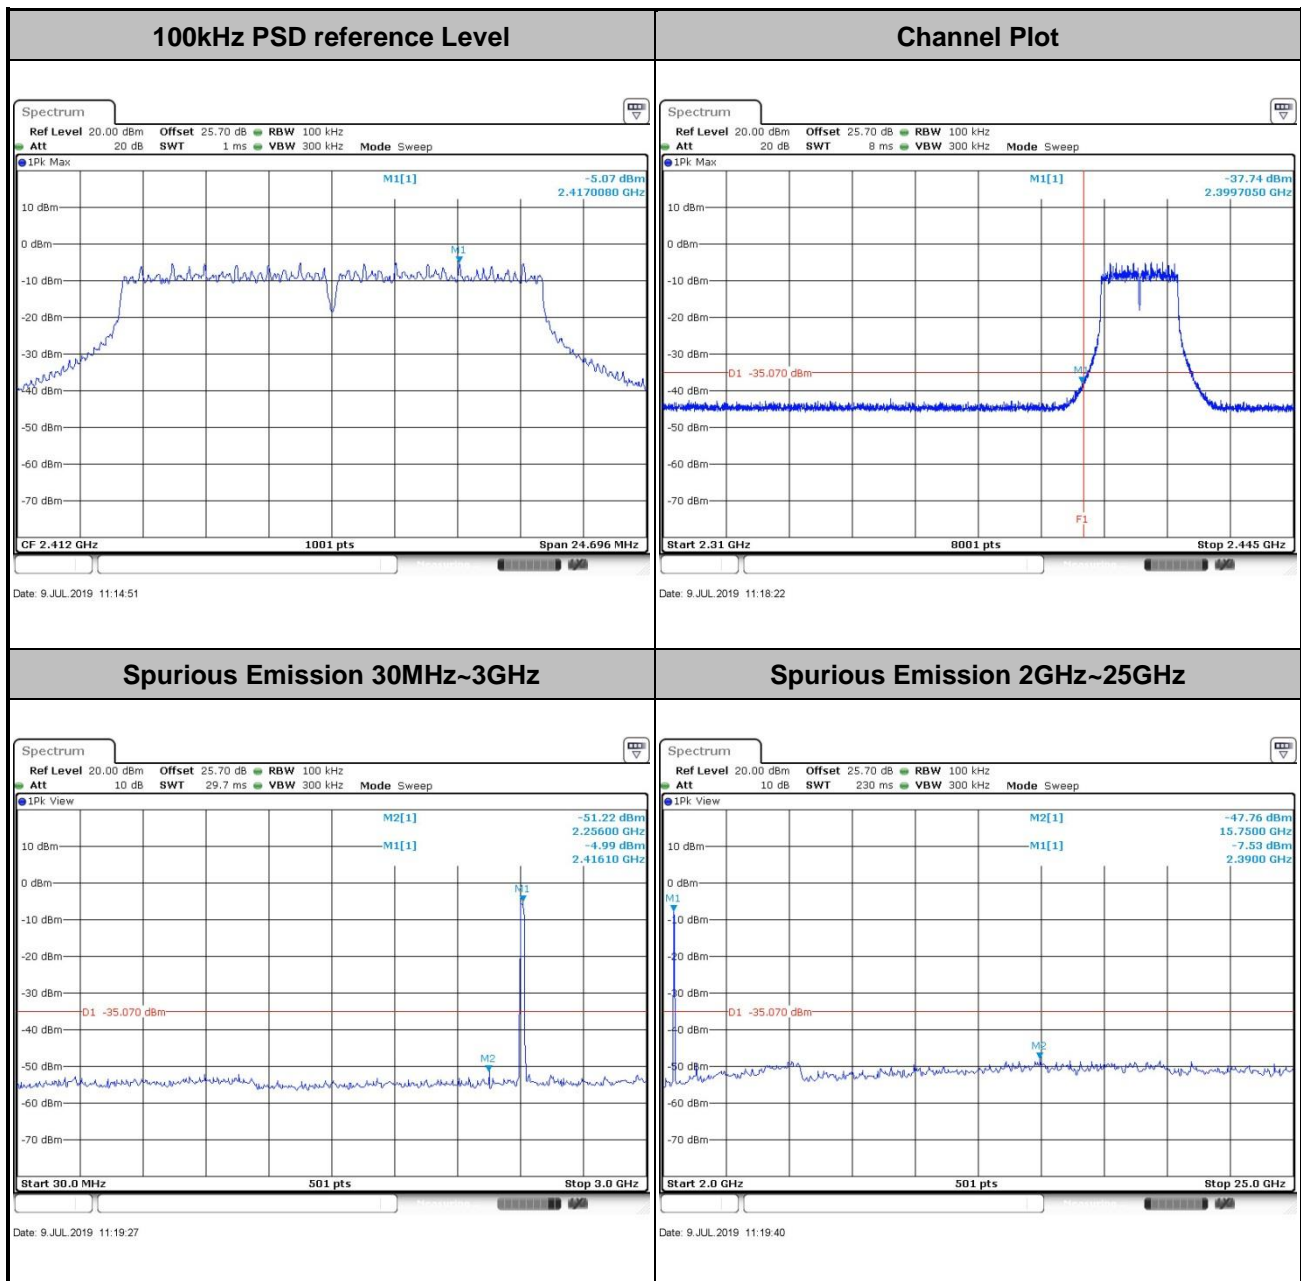 100kHz PSD reference Level
Channel Plot
Spectrum
Ref Level 20.00 dBm Offset 25.70 dB RBW 100 kHz
Att 20 dB SWT 1 ms VBW 300 kHz Mode Sweep
1Pk Max
M1[1] -5.07 dBm
2.4170080 GHz
10 dBm
M1
0 dBm
-10 dBm
-20 dBm
-30 dBm
-40 dBm
-50 dBm
-60 dBm
-70 dBm
CF 2.412 GHz 1001 pts Span 24.696 MHz
Date: 9.JUL.2019 11:14:51
Spectrum
Ref Level 20.00 dBm Offset 25.70 dB RBW 100 kHz
Att 20 dB SWT 8 ms VBW 300 kHz Mode Sweep
1Pk Max
M1[1] -37.74 dBm
2.3997050 GHz
10 dBm
0 dBm
-10 dBm
-20 dBm
-30 dBm
D1 -35.070 dBm
-40 dBm
-50 dBm
-60 dBm
-70 dBm
F1
Start 2.31 GHz 8001 pts Stop 2.445 GHz
Date: 9.JUL.2019 11:18:22
Spurious Emission 30MHz~3GHz
Spurious Emission 2GHz~25GHz
Spectrum
Ref Level 20.00 dBm Offset 25.70 dB RBW 100 kHz
Att 10 dB SWT 29.7 ms VBW 300 kHz Mode Sweep
1Pk View
M2[1] -51.22 dBm
2.25600 GHz
10 dBm M1[1] -4.99 dBm
2.41610 GHz
0 dBm
M1
-10 dBm
-20 dBm
-30 dBm
D1 -35.070 dBm
-40 dBm
M2
-50 dBm
-60 dBm
-70 dBm
Start 30.0 MHz 501 pts Stop 3.0 GHz
Date: 9.JUL.2019 11:19:27
Spectrum
Ref Level 20.00 dBm Offset 25.70 dB RBW 100 kHz
Att 10 dB SWT 230 ms VBW 300 kHz Mode Sweep
1Pk View
M2[1] -47.76 dBm
15.7500 GHz
10 dBm M1[1] -7.53 dBm
2.3900 GHz
0 dBm
M1
-10 dBm
-20 dBm
-30 dBm
D1 -35.070 dBm
-40 dBm
M2
-50 dBm
-60 dBm
-70 dBm
Start 2.0 GHz 501 pts Stop 25.0 GHz
Date: 9.JUL.2019 11:19:40